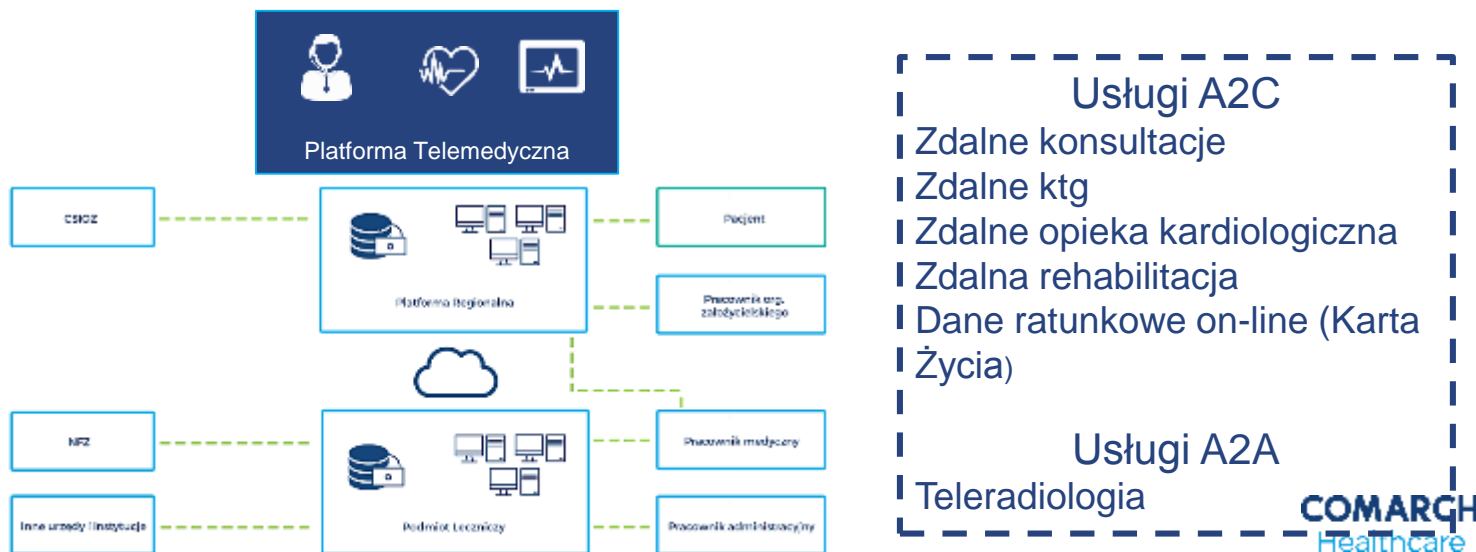 Platforma Telemedyczna
CSIOZ
Pacjent
Platforma Regionalna
Pracownik org.
założycielskiego
NFZ
Pracownik medyczny
Inne urzędy i instytucje
Podmiot Leczniczy
Pracownik administracyjny
Usługi A2C
Zdalne konsultacje
Zdalne ktg
Zdalne opieka kardiologiczna
Zdalna rehabilitacja
Dane ratunkowe on-line (Karta
Życia)
Usługi A2A
Teleradiologia
COMARCH
Healthcare